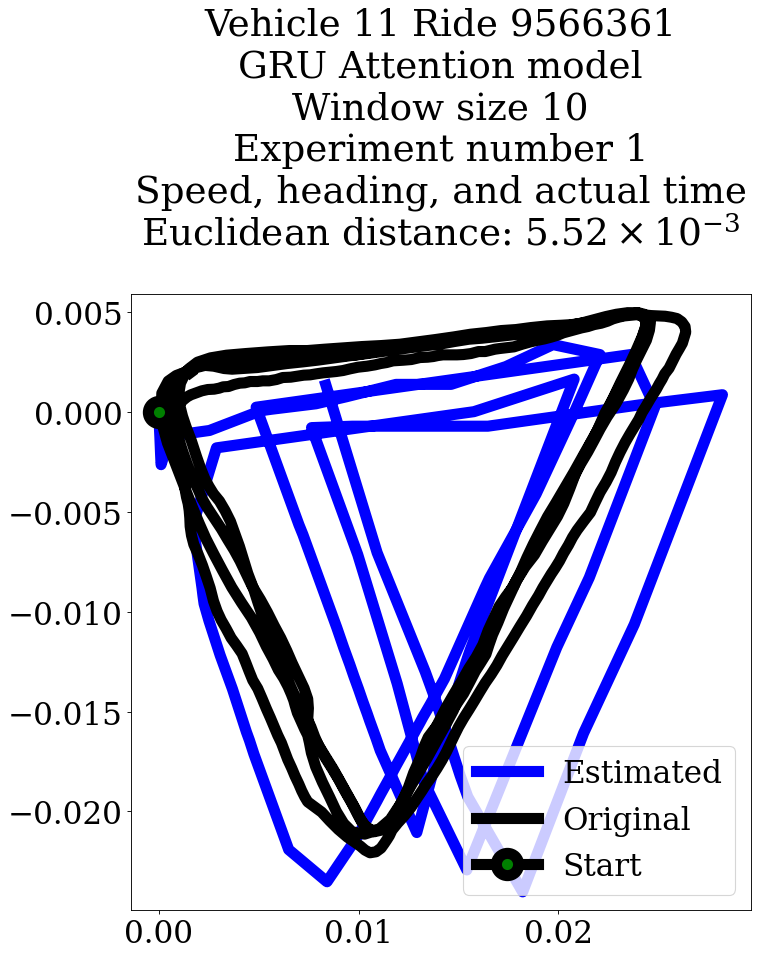 Vehicle 11 Ride 9566361
GRU Attention model
Window size 10
Experiment number 1
Speed, heading, and actual time
Euclidean distance: 5.52 × 10⁻³
0.005
0.000
−0.005
−0.010
−0.015
−0.020
Estimated
Original
Start
0.00 0.01 0.02